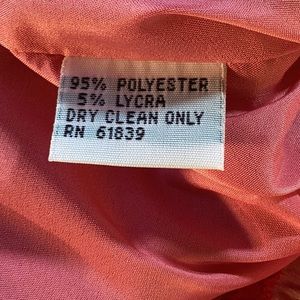 95% POLYESTER
5% LYCRA
DRY CLEAN ONLY
RN 61839